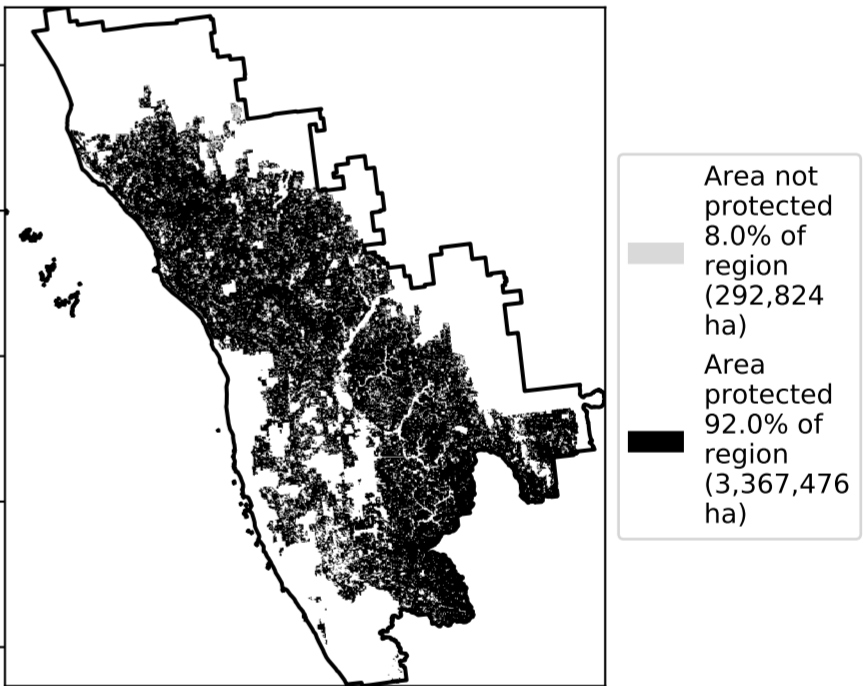 Area not
protected
8.0% of
region
(292,824
ha)
Area
protected
92.0% of
region
(3,367,476
ha)